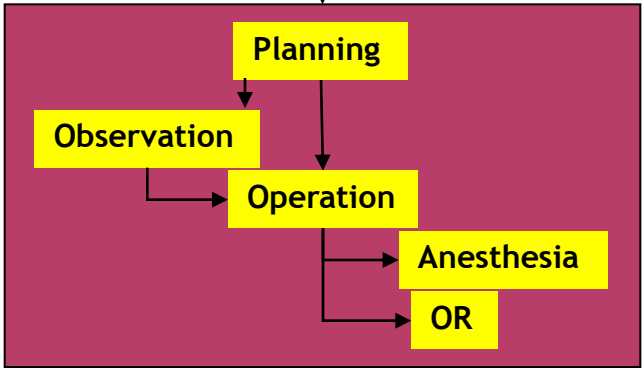 Planning
Observation
Operation
Anesthesia
OR